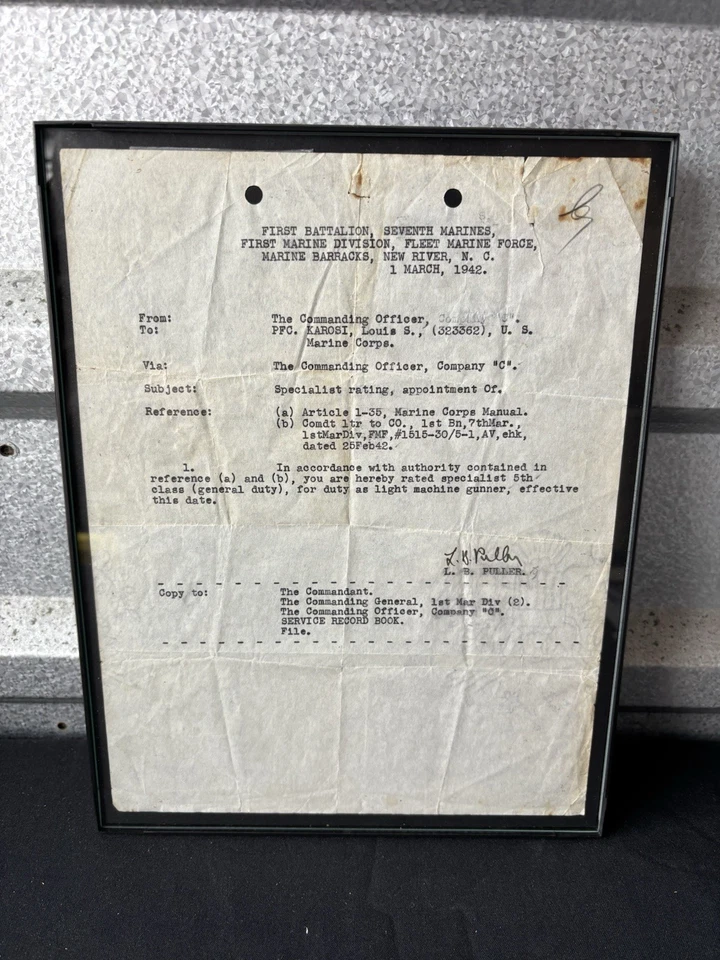 FIRST BATTALION, SEVENTH MARINES,
FIRST MARINE DIVISION, FLEET MARINE FORCE,
MARINE BARRACKS, NEW RIVER, N. C.
1 MARCH, 1942.
From: The Commanding Officer,
To: PFC. KAROSI, Louis S., (323362), U. S.
Marine Corps.
Via: The Commanding Officer, Company "C".
Subject: Specialist rating, appointment Of.
Reference: (a) Article 1-35, Marine Corps Manual.
(b) Comdt ltr to CO., 1st Bn,7thMar.,
1stMarDiv,FMF,#1515-30/5-1,AV,ehk,
dated 25Feb42.
1. In accordance with authority contained in
reference (a) and (b), you are hereby rated specialist 5th
class (general duty), for duty as light machine gunner, effective
this date.
L. B. Puller
L. B. PULLER.
Copy to: The Commandant.
The Commanding General, 1st Mar Div (2).
The Commanding Officer, Company "C".
SERVICE RECORD BOOK.
File.